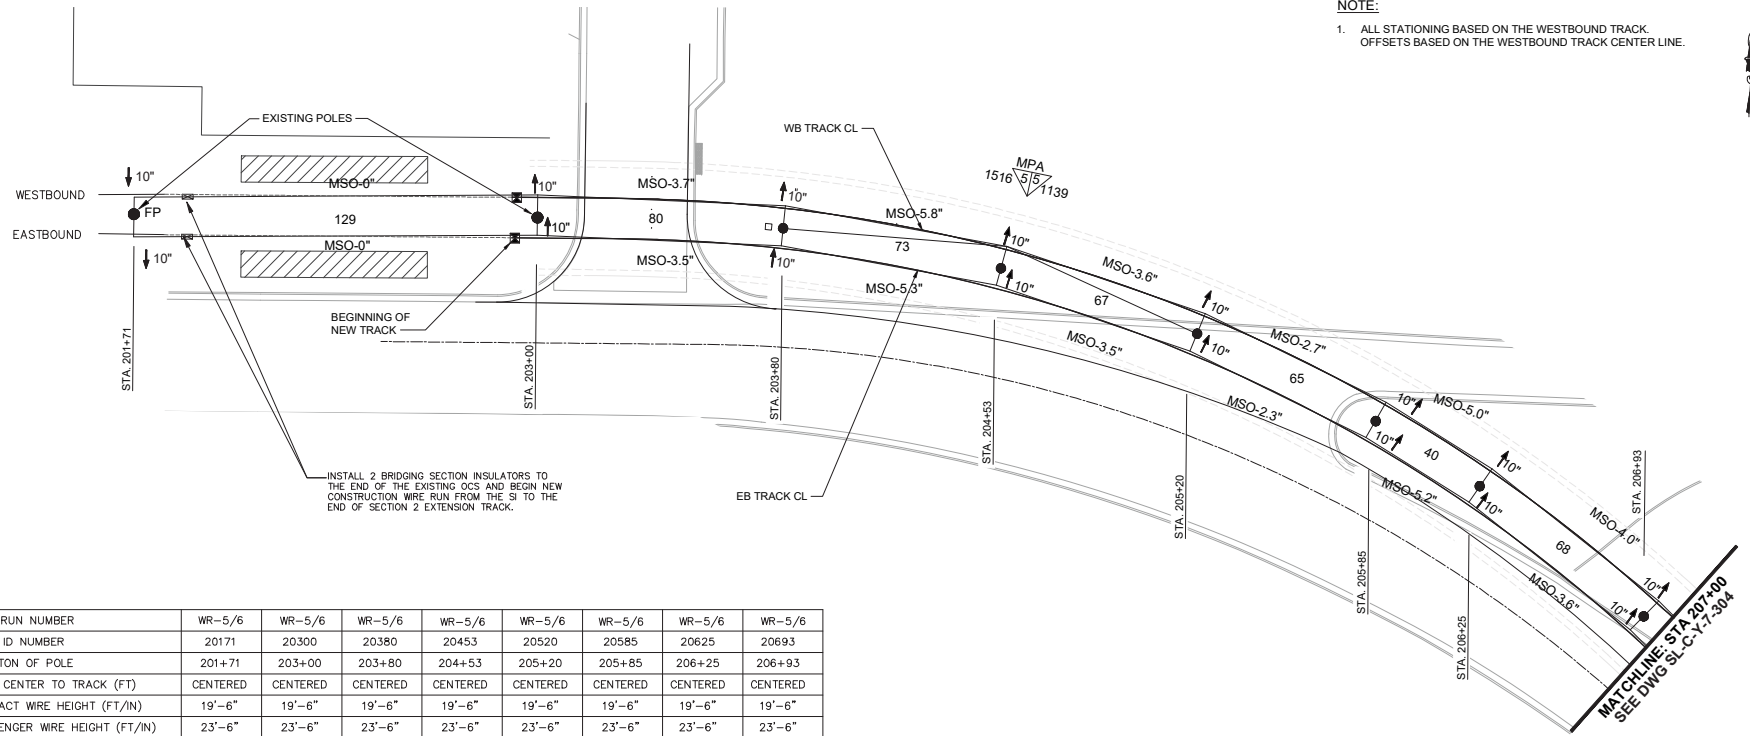 NOTE:
1. ALL STATIONING BASED ON THE WESTBOUND TRACK.
OFFSETS BASED ON THE WESTBOUND TRACK CENTER LINE.
EXISTING POLES
WB TRACK CL
MPA
1516 5 5 1139
10"
MSO-0"
10"
MSO-3.7"
10"
MSO-5.8"
WESTBOUND
FP
129
10"
80
10"
73
EASTBOUND
MSO-0"
10"
MSO-3.5"
10"
MSO-5.3"
10"
MSO-3.6"
67
10"
10"
MSO-3.5"
10"
MSO-2.7"
65
MSO-2.3"
10"
MSO-5.0"
10"
40
10"
MSO-5.2"
10"
MSO-4.0"
68
MSO-3.6"
10"
10"
BEGINNING OF
NEW TRACK
EB TRACK CL
INSTALL 2 BRIDGING SECTION INSULATORS TO
THE END OF THE EXISTING OCS AND BEGIN NEW
CONSTRUCTION WIRE RUN FROM THE SI TO THE
END OF SECTION 2 EXTENSION TRACK.
STA. 201+71
STA. 203+00
STA. 203+80
STA. 204+53
STA. 205+20
STA. 205+85
STA. 206+25
STA. 206+93
MATCHLINE: STA 207+00
SEE DWG SL-C-Y-7-304
RUN NUMBER WR-5/6 WR-5/6 WR-5/6 WR-5/6 WR-5/6 WR-5/6 WR-5/6 WR-5/6
ID NUMBER 20171 20300 20380 20453 20520 20585 20625 20693
TON OF POLE 201+71 203+00 203+80 204+53 205+20 205+85 206+25 206+93
CENTER TO TRACK (FT) CENTERED CENTERED CENTERED CENTERED CENTERED CENTERED CENTERED CENTERED
ACT WIRE HEIGHT (FT/IN) 19'-6" 19'-6" 19'-6" 19'-6" 19'-6" 19'-6" 19'-6" 19'-6"
ENGER WIRE HEIGHT (FT/IN) 23'-6" 23'-6" 23'-6" 23'-6" 23'-6" 23'-6" 23'-6" 23'-6"